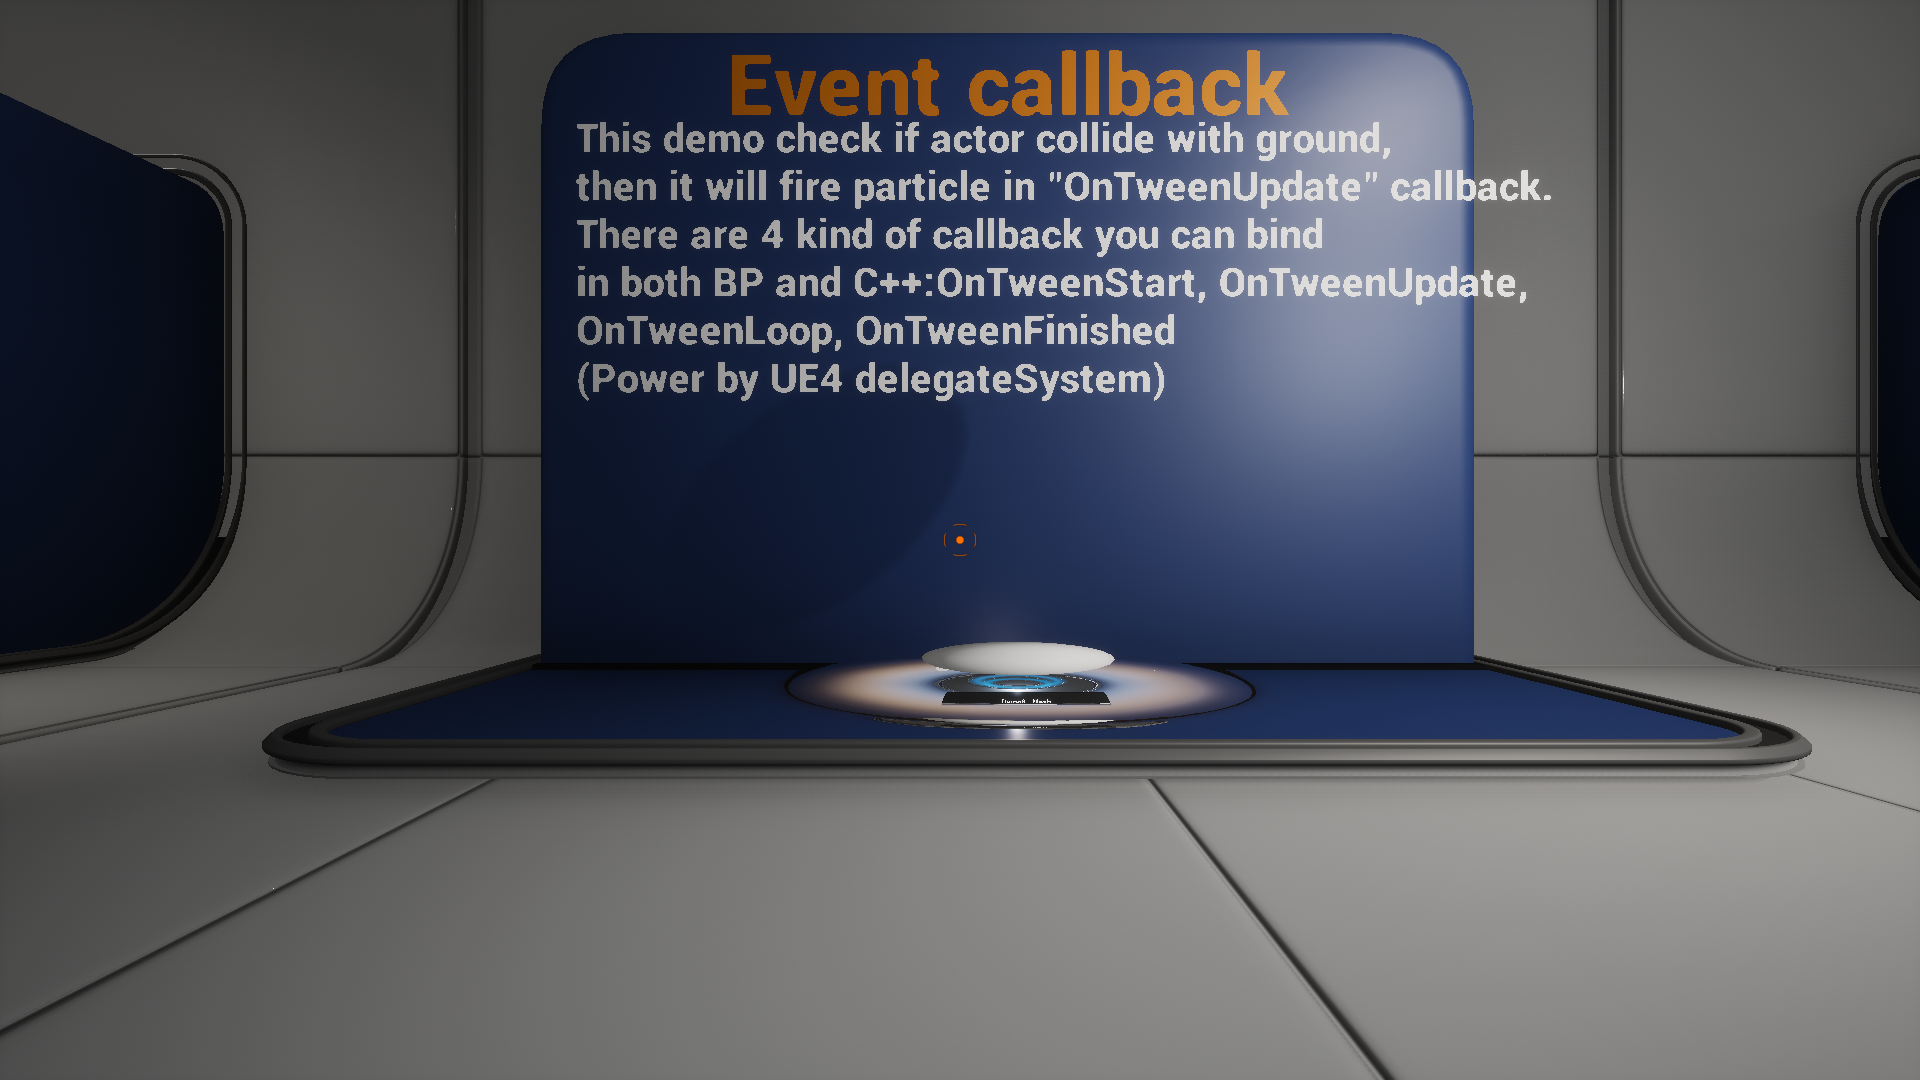 Event callback
This demo check if actor collide with ground,
then it will fire particle in "OnTweenUpdate" callback.
There are 4 kind of callback you can bind
in both BP and C++:OnTweenStart, OnTweenUpdate,
OnTweenLoop, OnTweenFinished
(Power by UE4 delegateSystem)